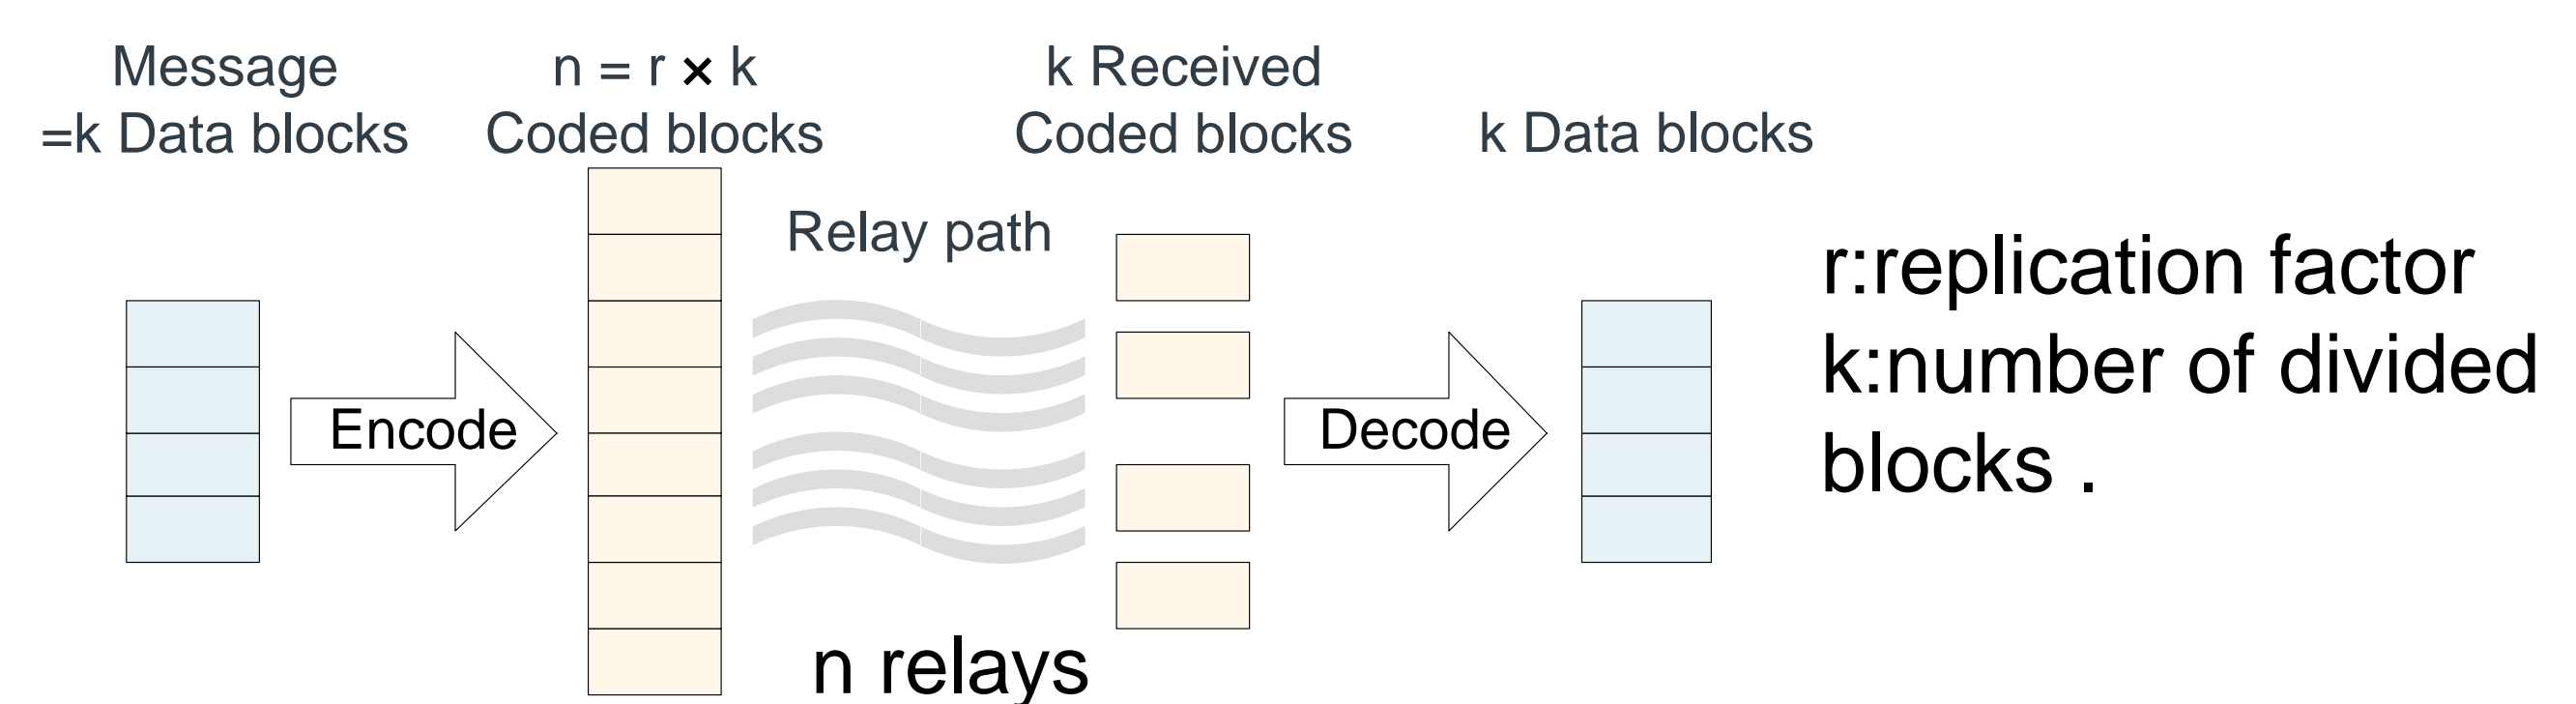 Message
=k Data blocks
n = r × k
Coded blocks
k Received
Coded blocks
k Data blocks
Relay path
Encode
Decode
n relays
r:replication factor
k:number of divided
blocks .